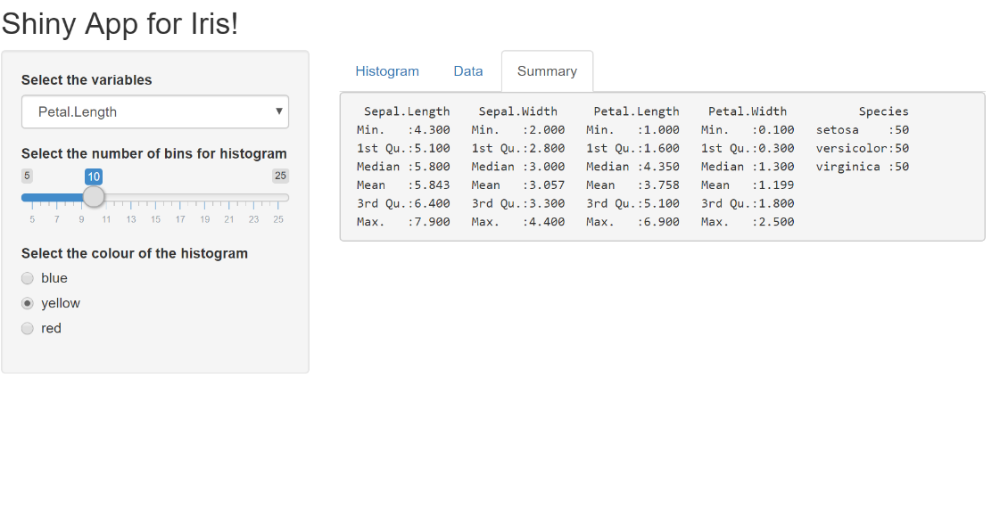 Shiny App for Iris!
Select the variables
Petal.Length
Select the number of bins for histogram
5 10 25
5 7 9 11 13 15 17 19 21 23 25
Select the colour of the histogram
blue
yellow
red
Histogram Data Summary
Sepal.Length Sepal.Width Petal.Length Petal.Width Species
Min. :4.300 Min. :2.000 Min. :1.000 Min. :0.100 setosa :50
1st Qu.:5.100 1st Qu.:2.800 1st Qu.:1.600 1st Qu.:0.300 versicolor:50
Median :5.800 Median :3.000 Median :4.350 Median :1.300 virginica :50
Mean :5.843 Mean :3.057 Mean :3.758 Mean :1.199
3rd Qu.:6.400 3rd Qu.:3.300 3rd Qu.:5.100 3rd Qu.:1.800
Max. :7.900 Max. :4.400 Max. :6.900 Max. :2.500